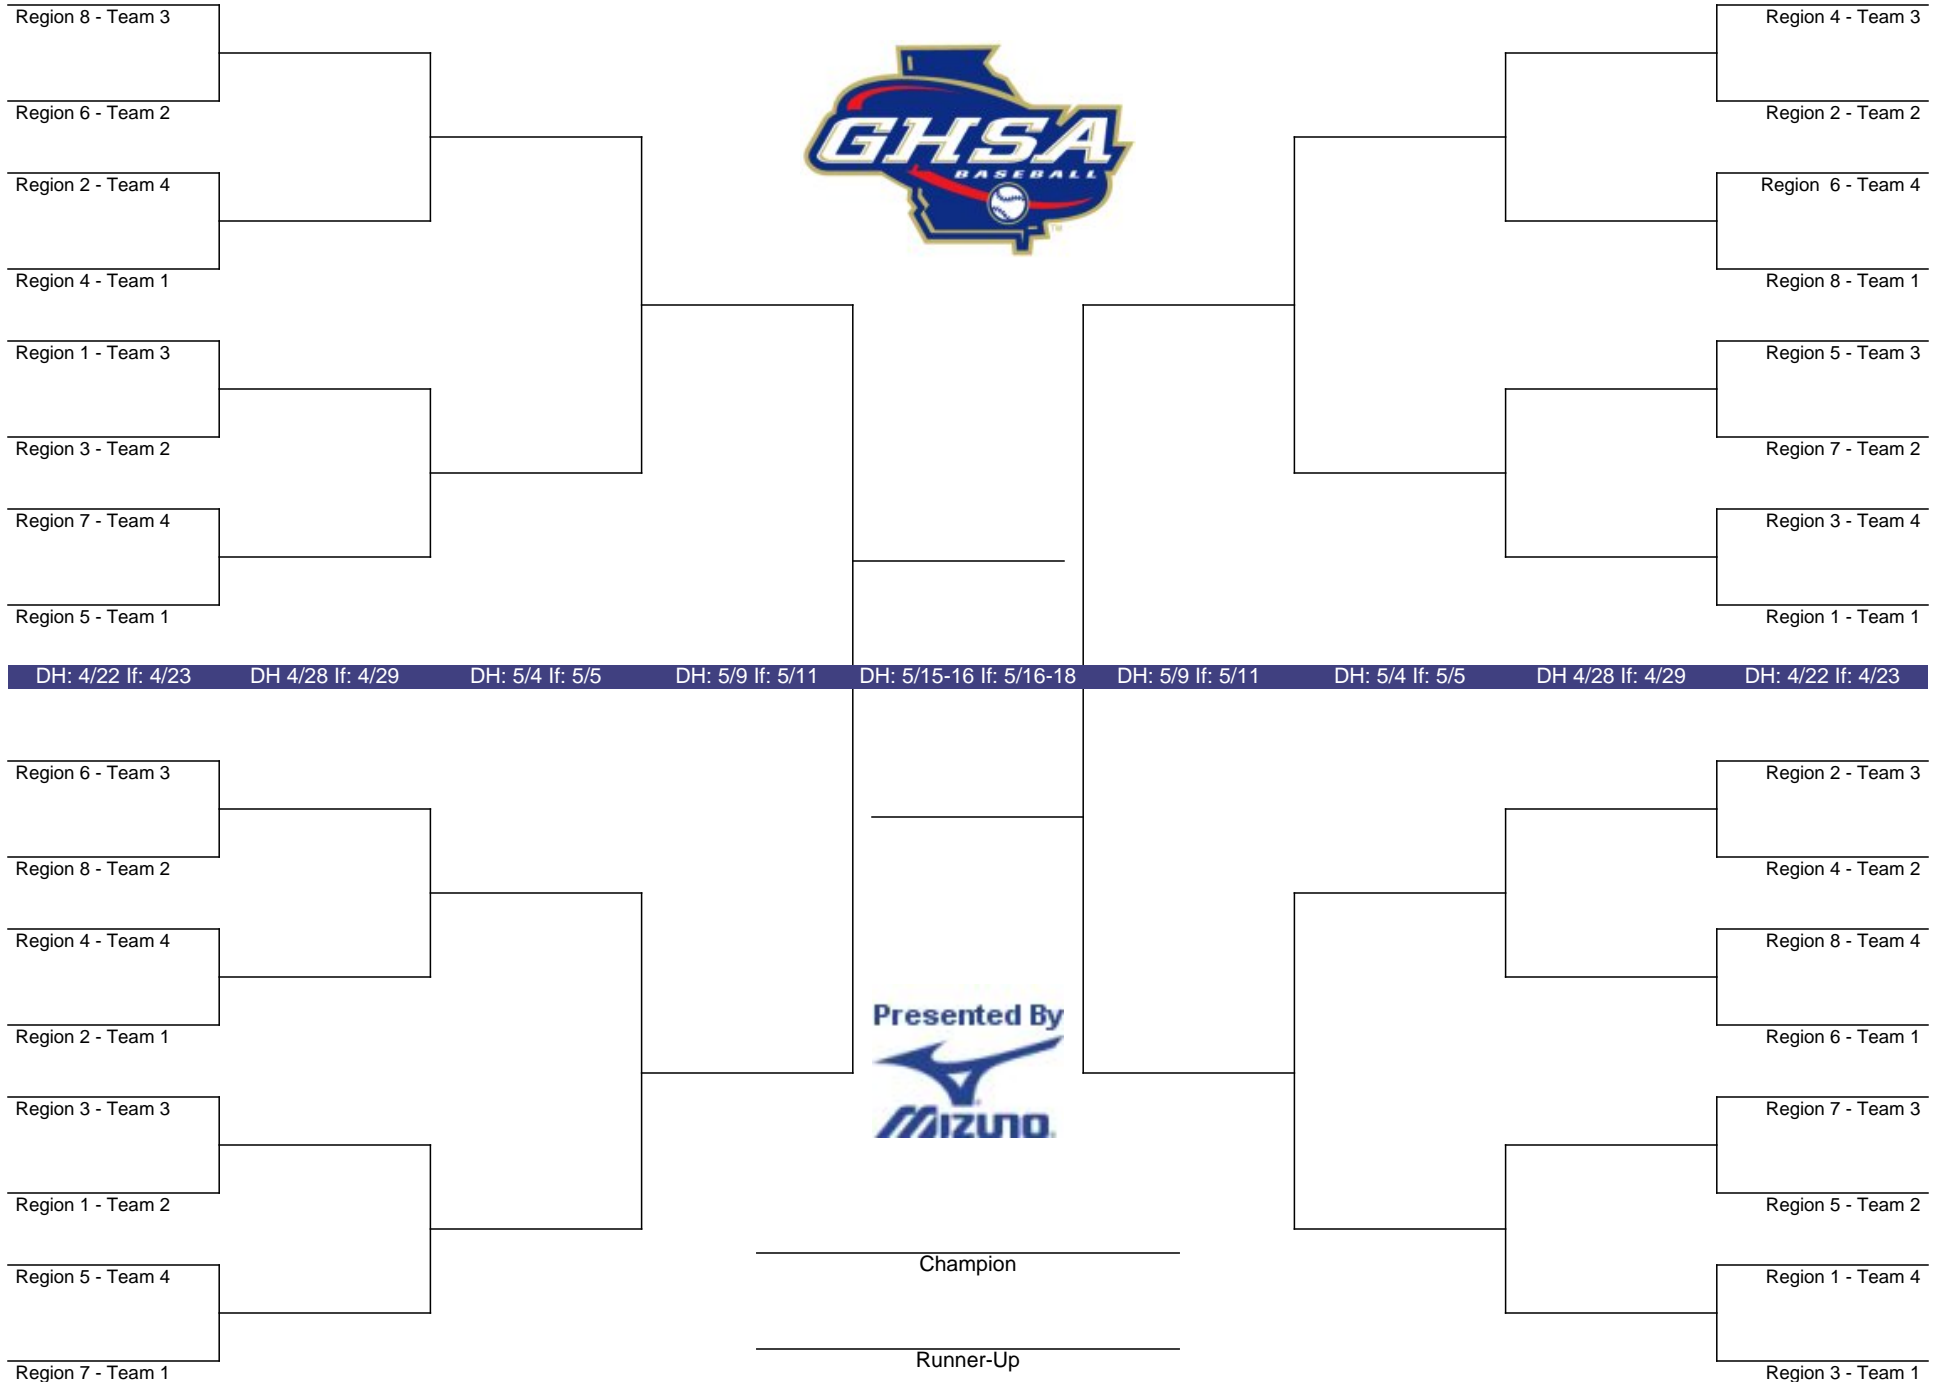 Region 8 - Team 3
Region 4 - Team 3
GHSA
BASEBALL
TM
Region 6 - Team 2
Region 2 - Team 2
Region 2 - Team 4
Region  6 - Team 4
Region 4 - Team 1
Region 8 - Team 1
Region 1 - Team 3
Region 5 - Team 3
Region 3 - Team 2
Region 7 - Team 2
Region 7 - Team 4
Region 3 - Team 4
Region 5 - Team 1
Region 1 - Team 1
DH: 4/22 If: 4/23 DH 4/28 If: 4/29 DH: 5/4 If: 5/5 DH: 5/9 If: 5/11 DH: 5/15-16 If: 5/16-18 DH: 5/9 If: 5/11 DH: 5/4 If: 5/5 DH 4/28 If: 4/29 DH: 4/22 If: 4/23
Region 6 - Team 3
Region 2 - Team 3
Region 8 - Team 2
Region 4 - Team 2
Region 4 - Team 4
Region 8 - Team 4
Presented By
MIZUNO
Region 2 - Team 1
Region 6 - Team 1
Region 3 - Team 3
Region 7 - Team 3
Region 1 - Team 2
Region 5 - Team 2
Champion
Region 5 - Team 4
Region 1 - Team 4
Runner-Up
Region 7 - Team 1
Region 3 - Team 1